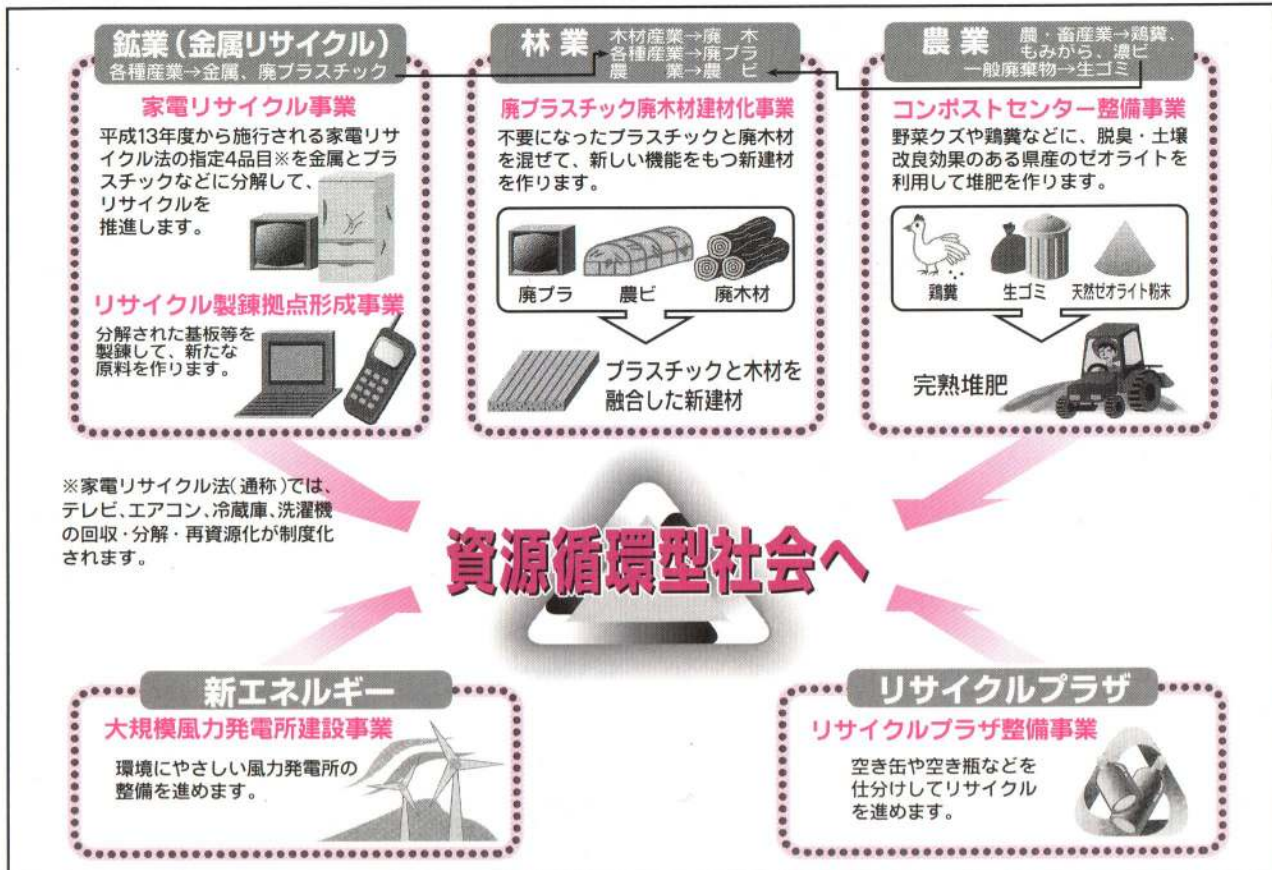 鉱業(金属リサイクル)
各種産業→金属、廃プラスチック
家電リサイクル事業
平成13年度から施行される家電リサ
イクル法の指定4品目※を金属とプラ
スチックなどに分解して、
リサイクルを
推進します。
リサイクル製錬拠点形成事業
分解された基板等を
製錬して、新たな
原料を作ります。
林業
木材産業→廃木
各種産業→廃プラ
農業→農ビ
廃プラスチック廃木材建材化事業
不要になったプラスチックと廃木材
を混ぜて、新しい機能をもつ新建材
を作ります。
廃プラ 農ビ 廃木材
プラスチックと木材を
融合した新建材
農業
農・畜産業→鶏糞、
もみがら、濃ビ
一般廃棄物→生ゴミ
コンポストセンター整備事業
野菜クズや鶏糞などに、脱臭・土壌
改良効果のある県産のゼオライトを
利用して堆肥を作ります。
鶏糞 生ゴミ 天然ゼオライト粉末
完熟堆肥
※家電リサイクル法(通称)では、
テレビ、エアコン、冷蔵庫、洗濯機
の回収・分解・再資源化が制度化
されます。
資源循環型社会へ
新エネルギー
大規模風力発電所建設事業
環境にやさしい風力発電所の
整備を進めます。
リサイクルプラザ
リサイクルプラザ整備事業
空き缶や空き瓶などを
仕分けしてリサイクル
を進めます。